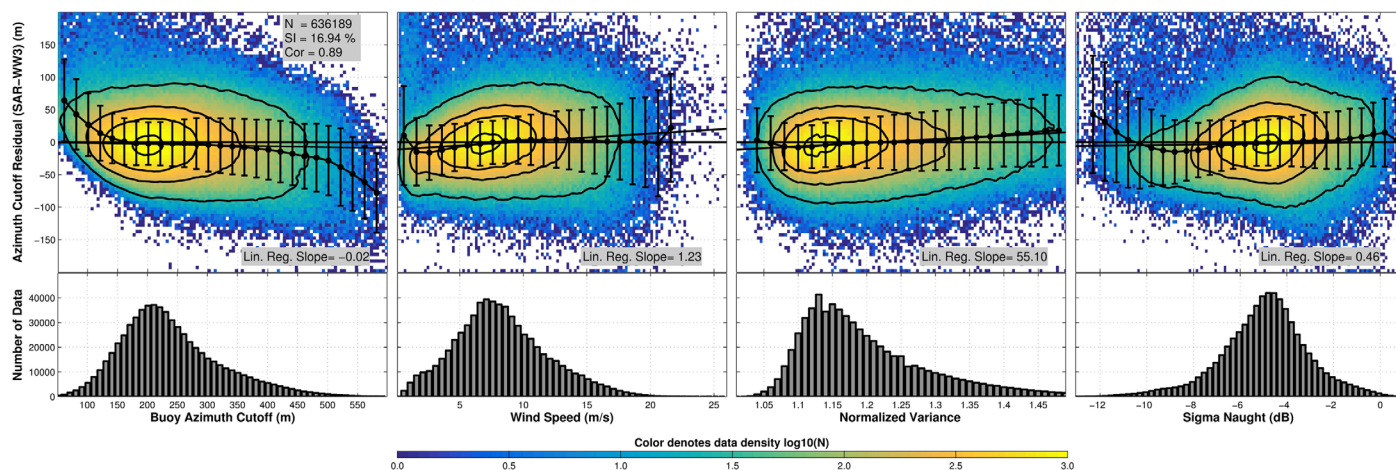 Azimuth Cutoff Residual (SAR−WW3) (m)
150
100
50
0
−50
−100
−150
N = 636189
SI = 16.94 %
Cor = 0.89
Lin. Reg. Slope= −0.02
Lin. Reg. Slope= 1.23
Lin. Reg. Slope= 55.10
Lin. Reg. Slope= 0.46
Number of Data
40000
30000
20000
10000
0
100 150 200 250 300 350 400 450 500 550
Buoy Azimuth Cutoff (m)
5 10 15 20 25
Wind Speed (m/s)
1.05 1.1 1.15 1.2 1.25 1.3 1.35 1.4 1.45
Normalized Variance
−12 −10 −8 −6 −4 −2 0
Sigma Naught (dB)
Color denotes data density log10(N)
0.0 0.5 1.0 1.5 2.0 2.5 3.0